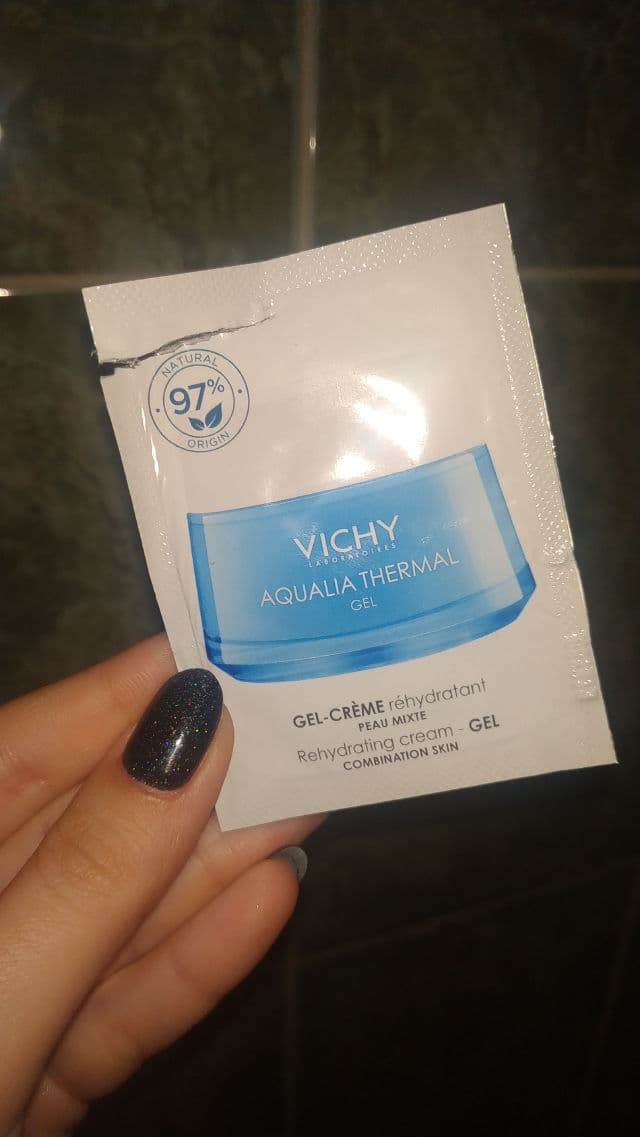 NATURAL
97%
ORIGIN
VICHY
LABORATOIRES
AQUALIA THERMAL
GEL
GEL-CRÈME réhydratant
PEAU MIXTE
Rehydrating cream - GEL
COMBINATION SKIN